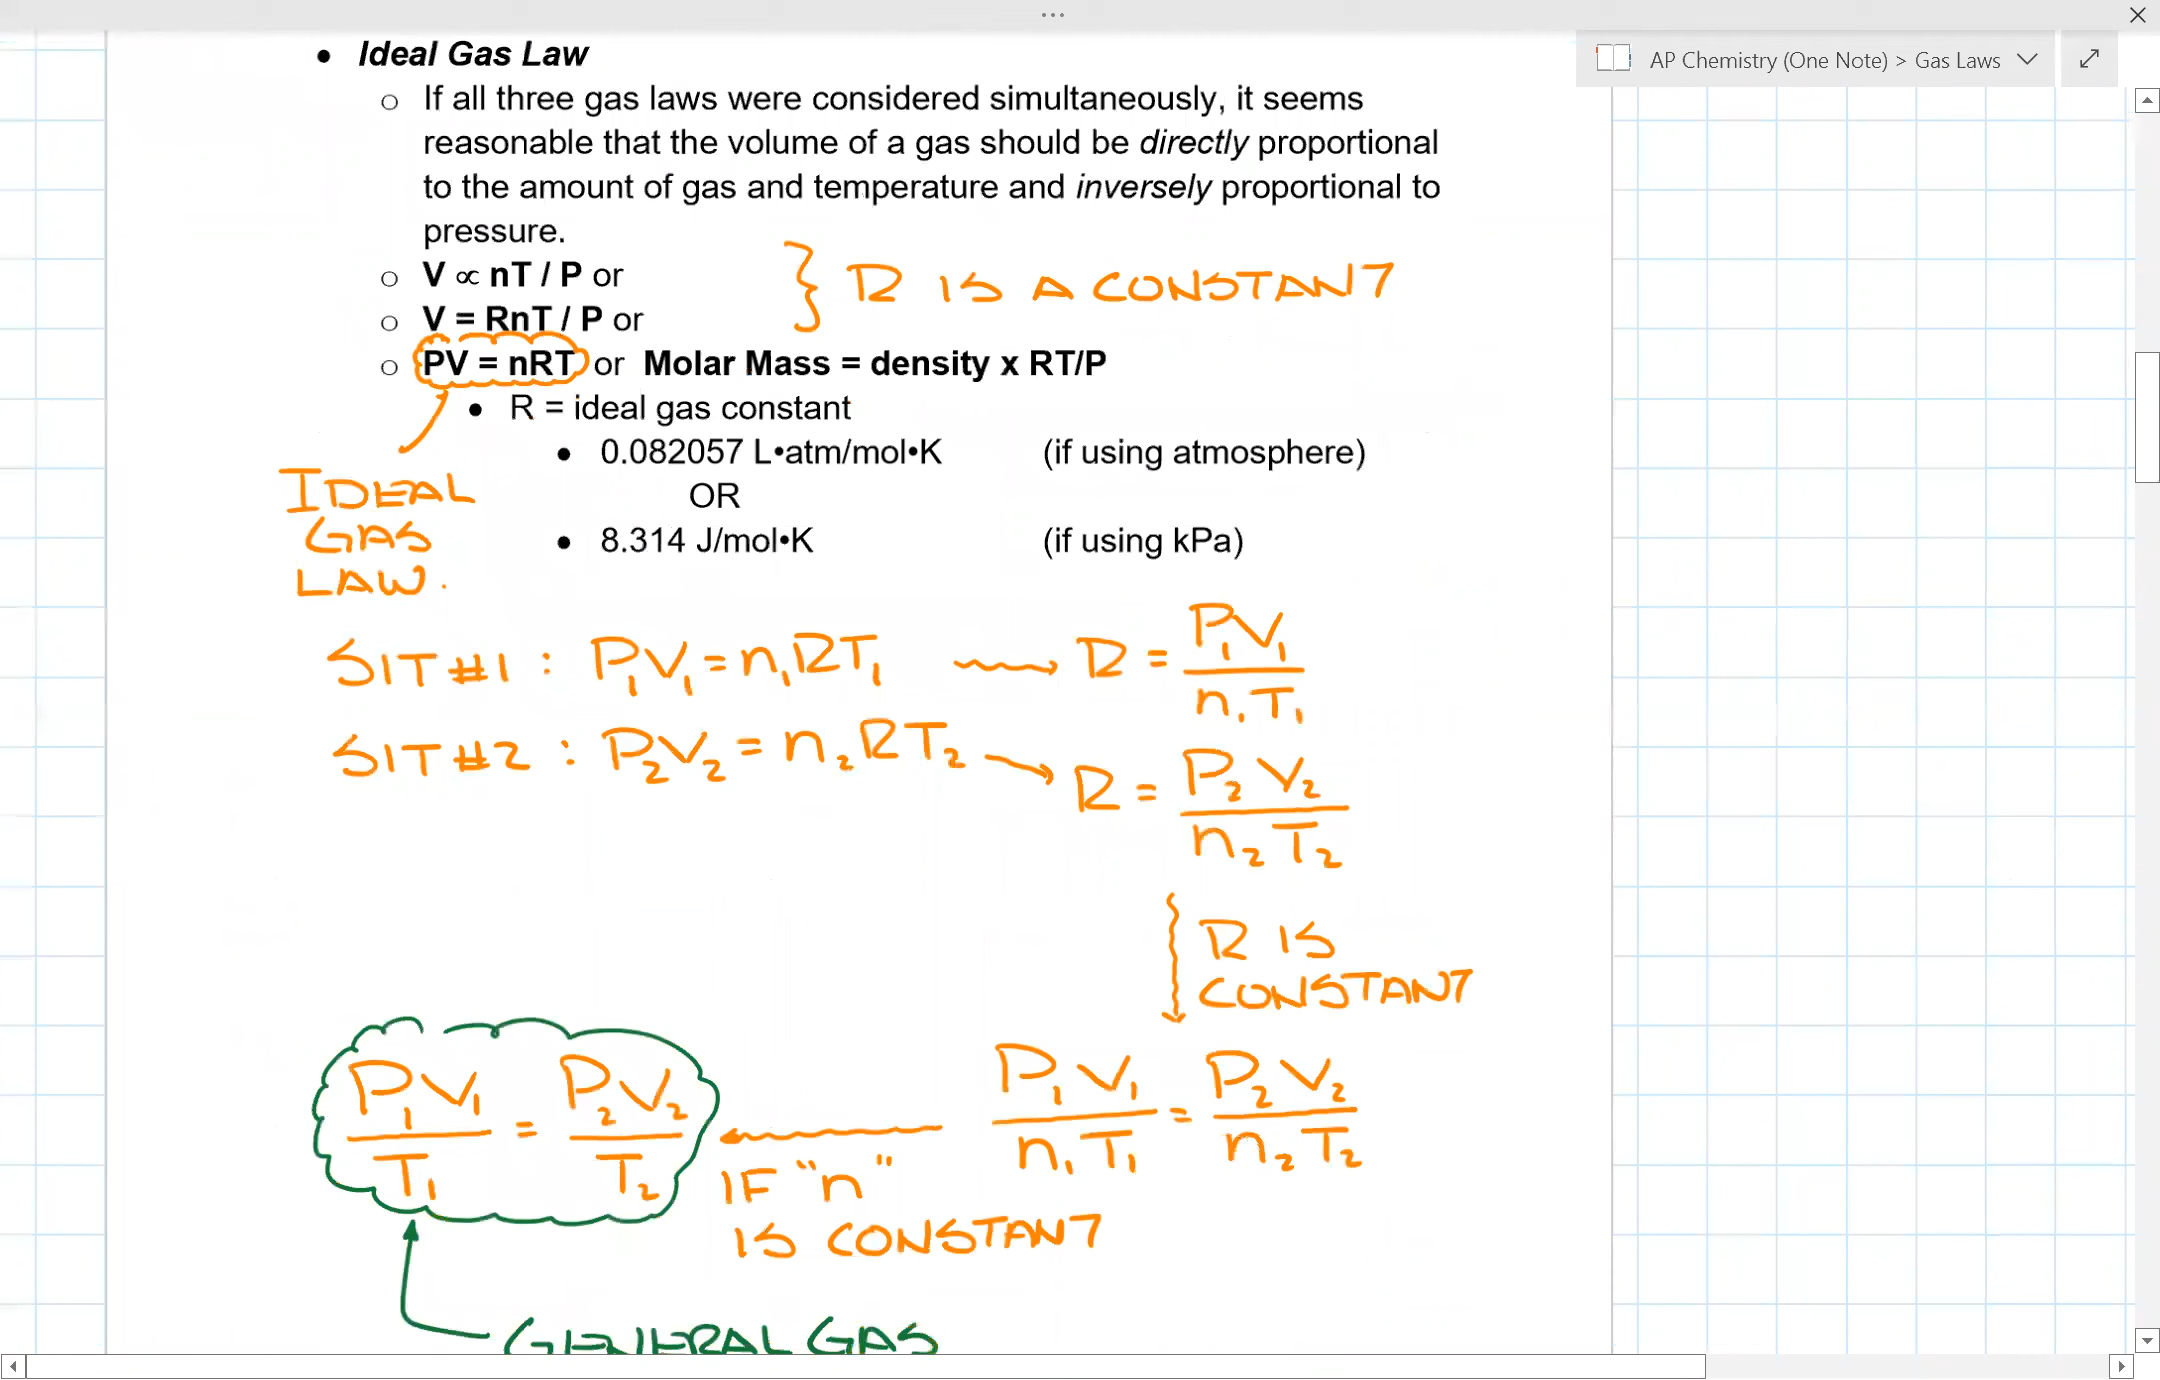 AP Chemistry (One Note) > Gas Laws
• Ideal Gas Law
o If all three gas laws were considered simultaneously, it seems
reasonable that the volume of a gas should be directly proportional
to the amount of gas and temperature and inversely proportional to
pressure.
o V ∝ nT / P or
o V = RnT / P or
} R IS A CONSTANT
o PV = nRT or Molar Mass = density x RT/P
• R = ideal gas constant
• 0.082057 L•atm/mol•K (if using atmosphere)
OR
• 8.314 J/mol•K (if using kPa)
IDEAL
GAS
LAW.
SIT #1 : P₁V₁ = n₁RT₁ → R = P₁V₁ / n₁T₁
SIT #2 : P₂V₂ = n₂RT₂ → R = P₂V₂ / n₂T₂
R IS
CONSTANT
P₁V₁ / n₁T₁ = P₂V₂ / n₂T₂
IF "n"
IS CONSTANT
P₁V₁ / T₁ = P₂V₂ / T₂
GENERAL GAS